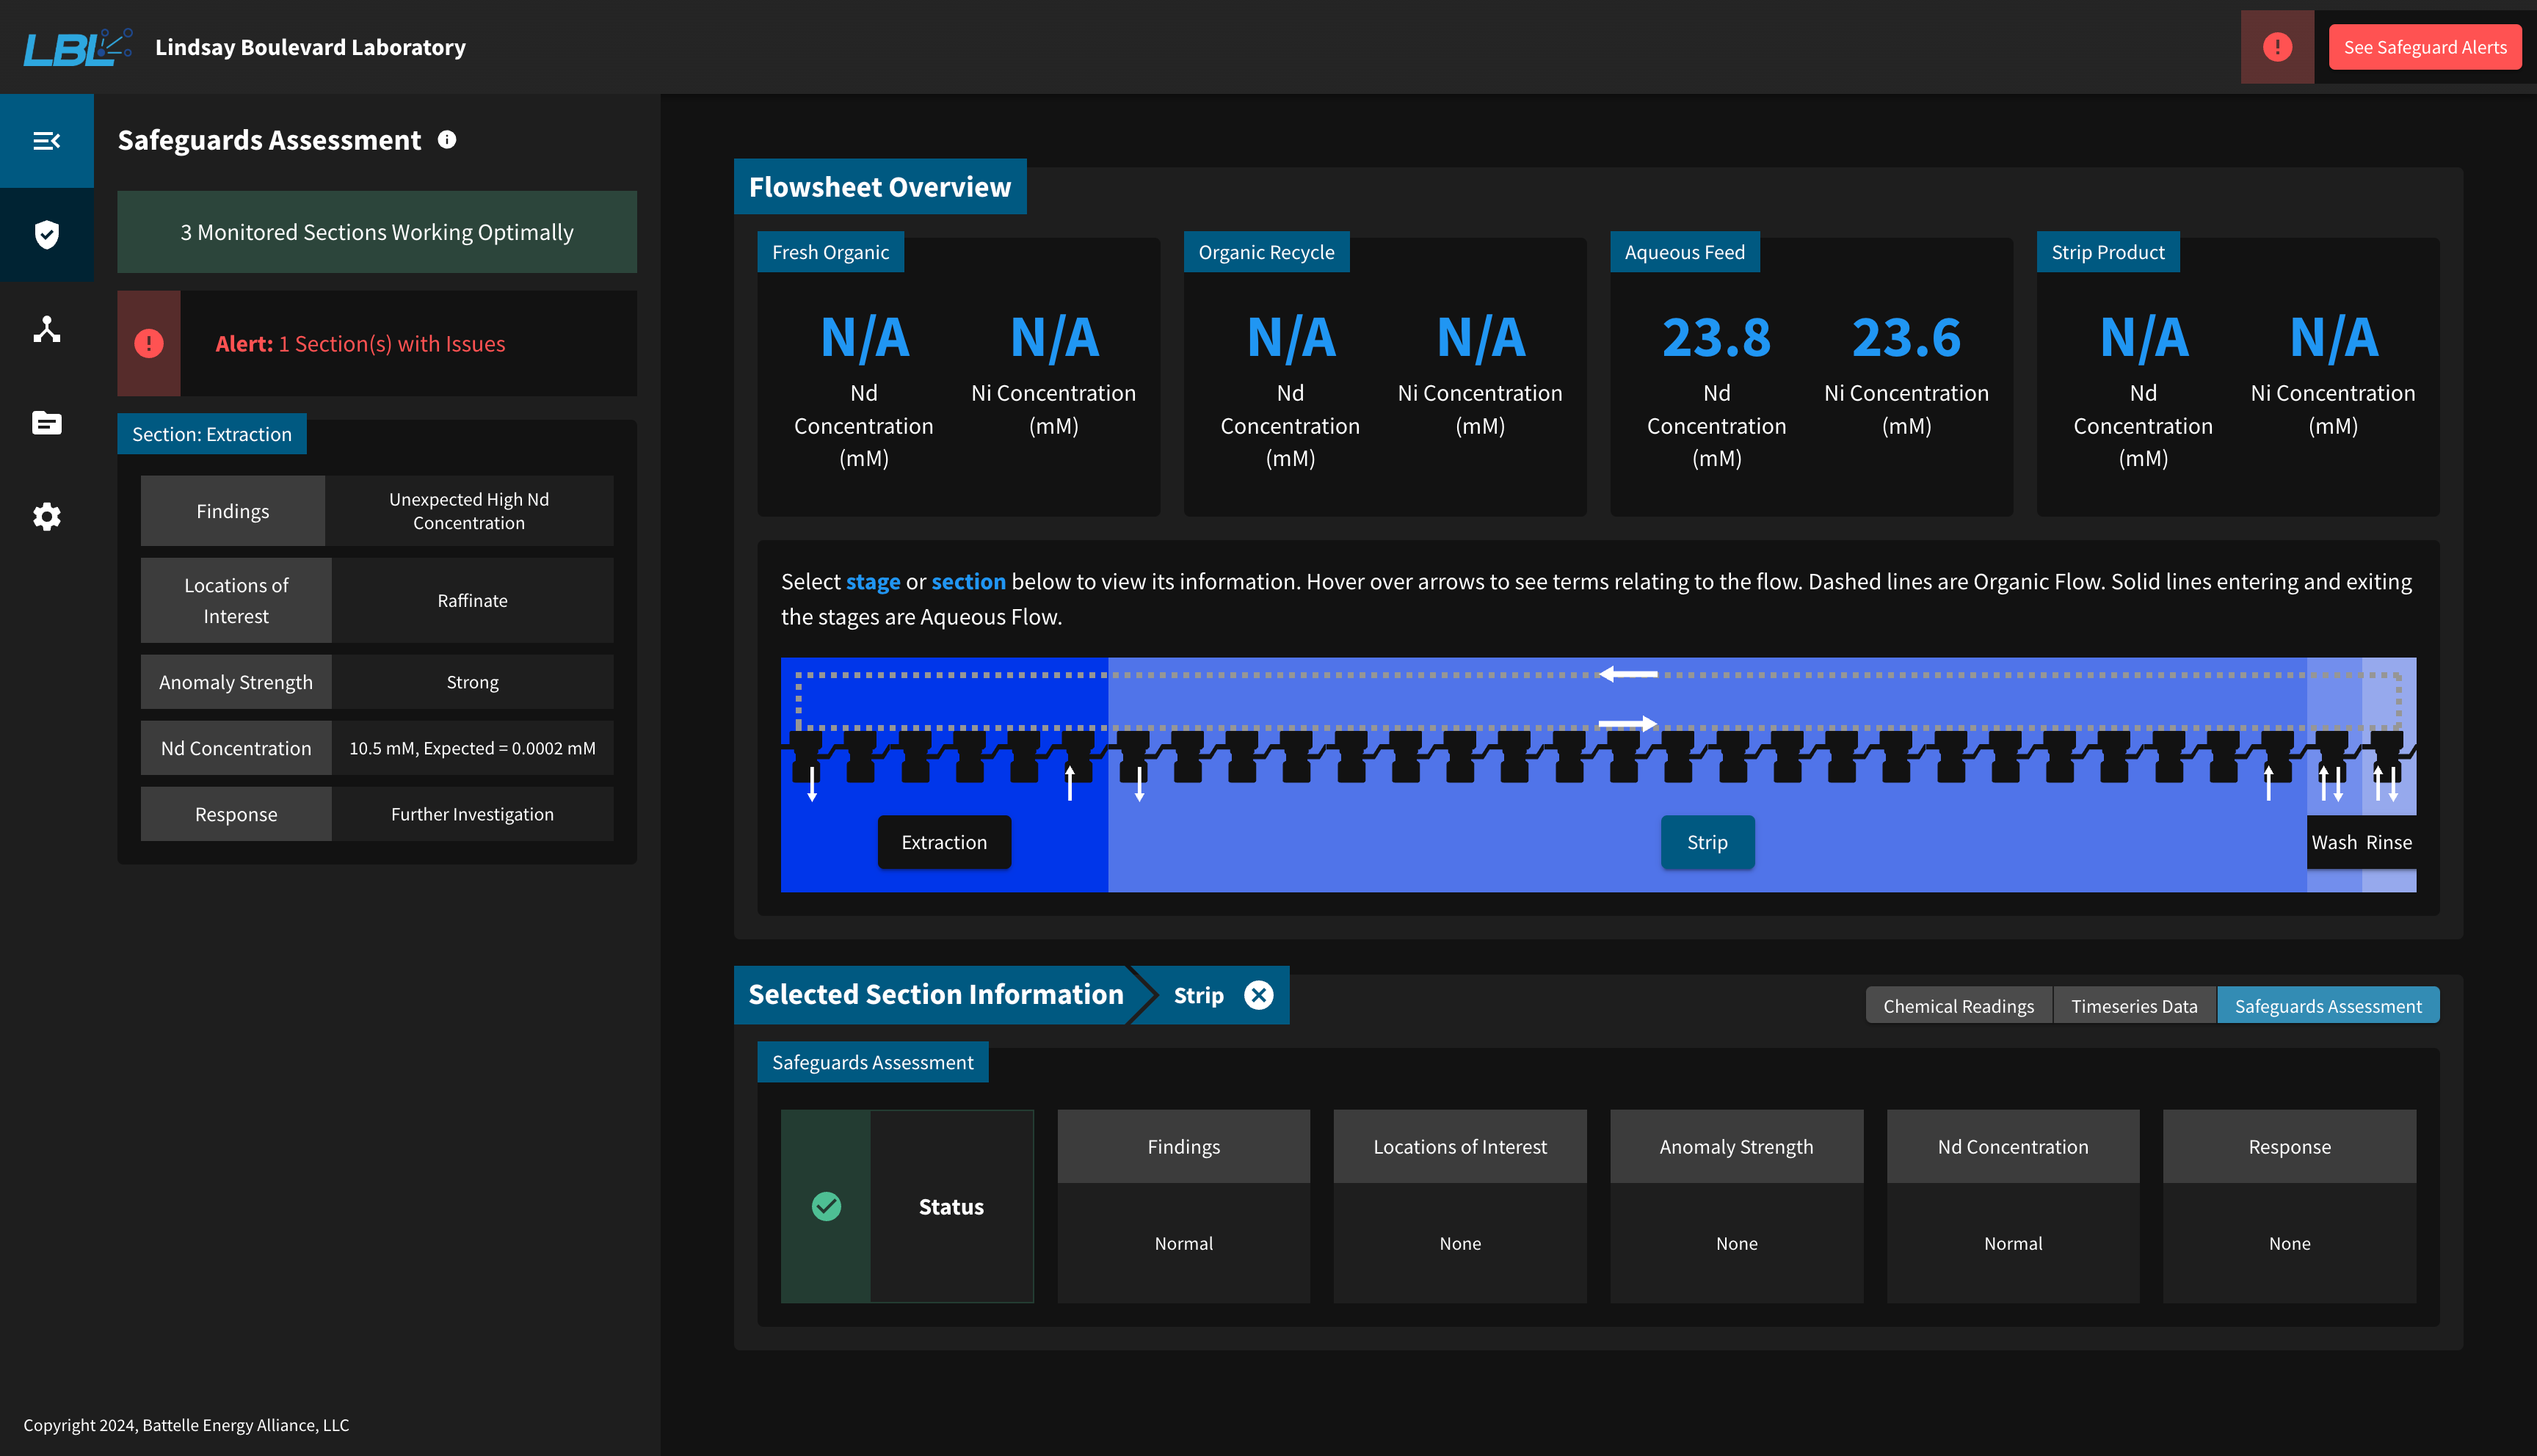 LBL
Lindsay Boulevard Laboratory
See Safeguard Alerts
Safeguards Assessment
3 Monitored Sections Working Optimally
Alert: 1 Section(s) with Issues
Section: Extraction
Findings
Unexpected High Nd
Concentration
Locations of
Interest
Raffinate
Anomaly Strength
Strong
Nd Concentration
10.5 mM, Expected = 0.0002 mM
Response
Further Investigation
Copyright 2024, Battelle Energy Alliance, LLC
Flowsheet Overview
Fresh Organic
N/A
Nd
Concentration
(mM)
N/A
Ni Concentration
(mM)
Organic Recycle
N/A
Nd
Concentration
(mM)
N/A
Ni Concentration
(mM)
Aqueous Feed
23.8
Nd
Concentration
(mM)
23.6
Ni Concentration
(mM)
Strip Product
N/A
Nd
Concentration
(mM)
N/A
Ni Concentration
(mM)
Select stage or section below to view its information. Hover over arrows to see terms relating to the flow. Dashed lines are Organic Flow. Solid lines entering and exiting
the stages are Aqueous Flow.
Extraction
Strip
Wash
Rinse
Selected Section Information
Strip
Chemical Readings
Timeseries Data
Safeguards Assessment
Safeguards Assessment
Status
Findings
Normal
Locations of Interest
None
Anomaly Strength
None
Nd Concentration
Normal
Response
None